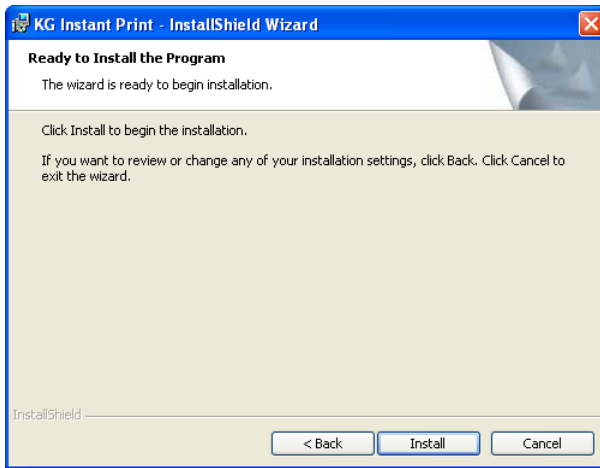 KG Instant Print - InstallShield Wizard
Ready to Install the Program
The wizard is ready to begin installation.
Click Install to begin the installation.
If you want to review or change any of your installation settings, click Back. Click Cancel to
exit the wizard.
InstallShield
< Back Install Cancel